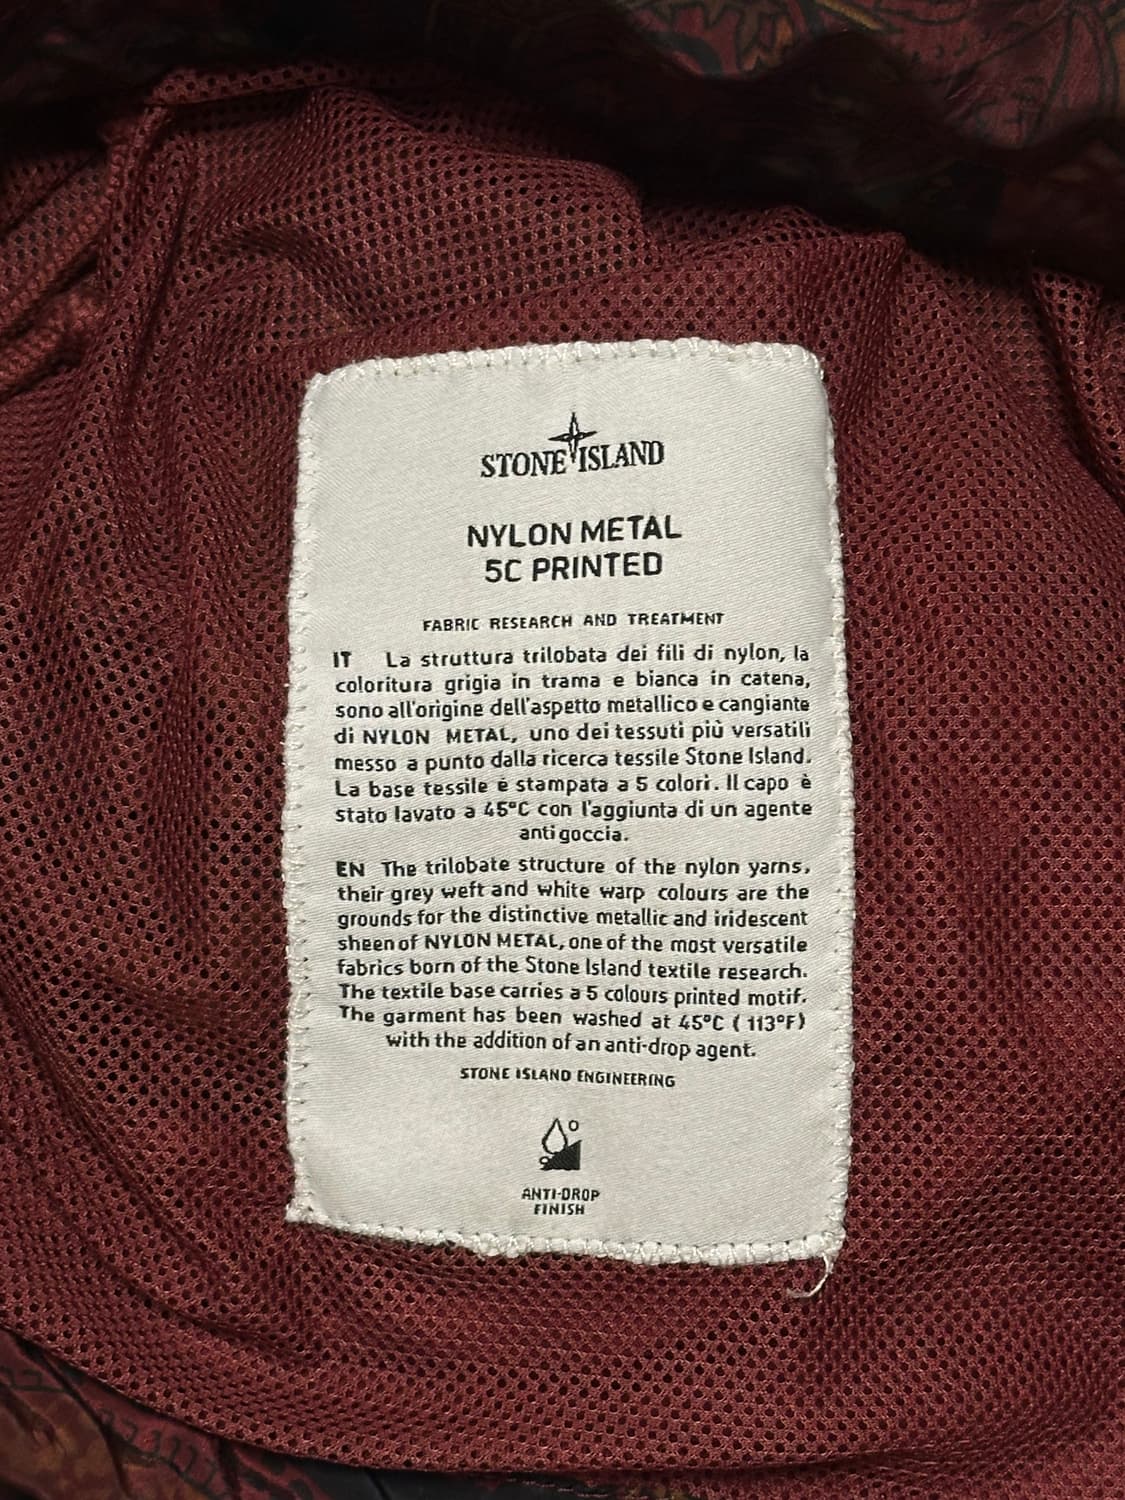 STONE ISLAND
NYLON METAL
5C PRINTED
FABRIC RESEARCH AND TREATMENT
IT La struttura trilobata dei fili di nylon, la
coloritura grigia in trama e bianca in catena,
sono all'origine dell'aspetto metallico e cangiante
di NYLON METAL, uno dei tessuti più versatili
messo a punto dalla ricerca tessile Stone Island.
La base tessile è stampata a 5 colori. Il capo è
stato lavato a 45°C con l'aggiunta di un agente
anti goccia.
EN The trilobate structure of the nylon yarns,
their grey weft and white warp colours are the
grounds for the distinctive metallic and iridescent
sheen of NYLON METAL, one of the most versatile
fabrics born of the Stone Island textile research.
The textile base carries a 5 colours printed motif.
The garment has been washed at 45°C (113°F)
with the addition of an anti-drop agent.
STONE ISLAND ENGINEERING
ANTI-DROP
FINISH